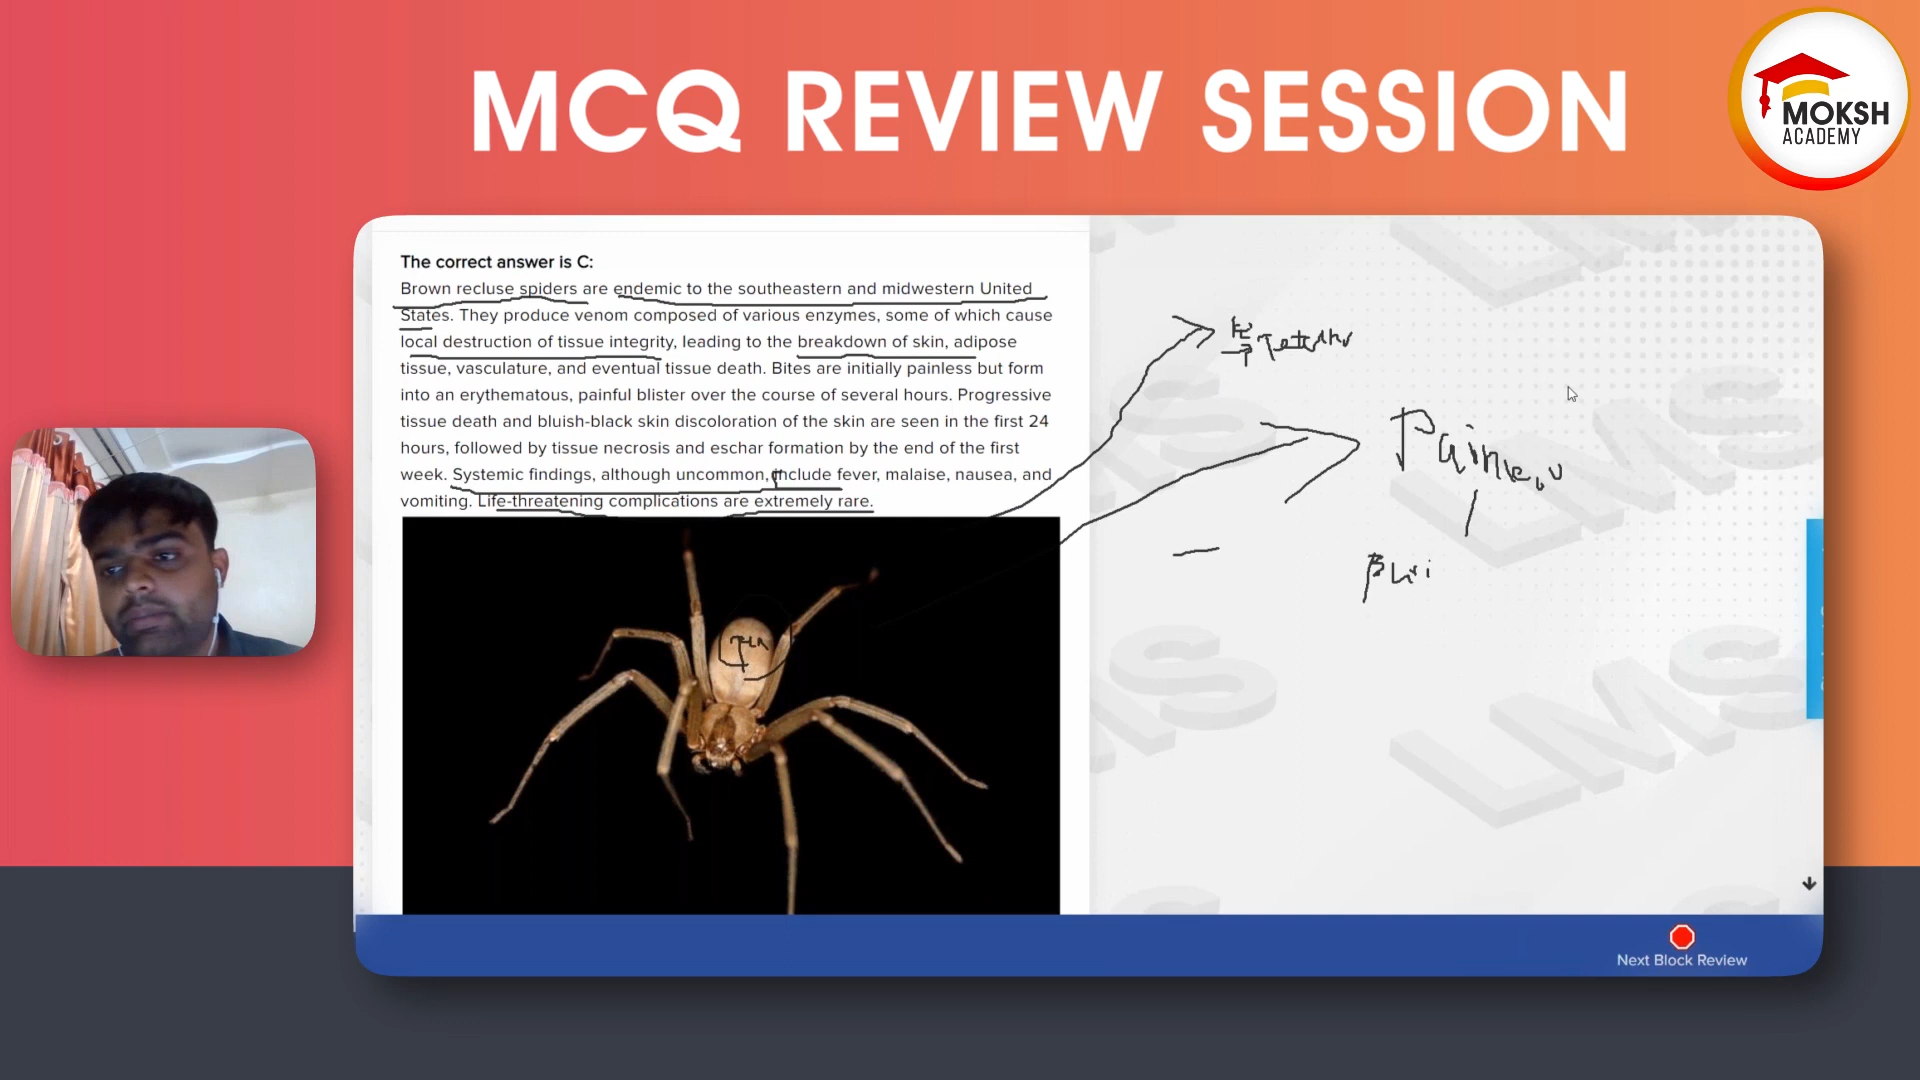 MCQ REVIEW SESSION
MOKSH
ACADEMY
The correct answer is C:
Brown recluse spiders are endemic to the southeastern and midwestern United
States. They produce venom composed of various enzymes, some of which cause
local destruction of tissue integrity, leading to the breakdown of skin, adipose
tissue, vasculature, and eventual tissue death. Bites are initially painless but form
into an erythematous, painful blister over the course of several hours. Progressive
tissue death and bluish-black skin discoloration of the skin are seen in the first 24
hours, followed by tissue necrosis and eschar formation by the end of the first
week. Systemic findings, although uncommon, include fever, malaise, nausea, and
vomiting. Life-threatening complications are extremely rare.
LMS
LMS
LMS
Next Block Review